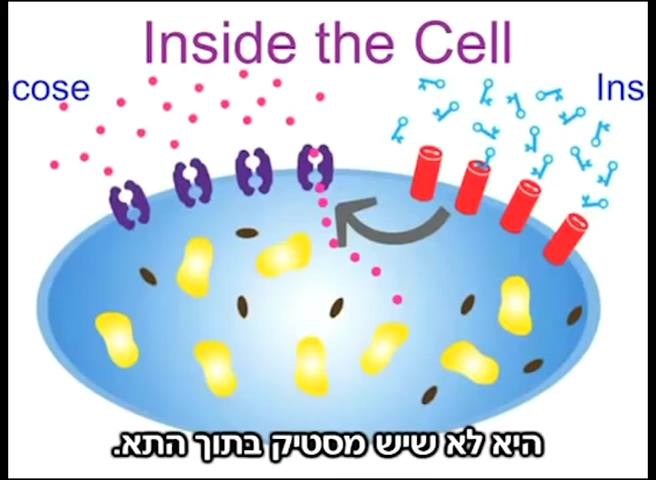 Inside the Cell
cose
Ins
היא לא שיש מסטיק בתוך התא.